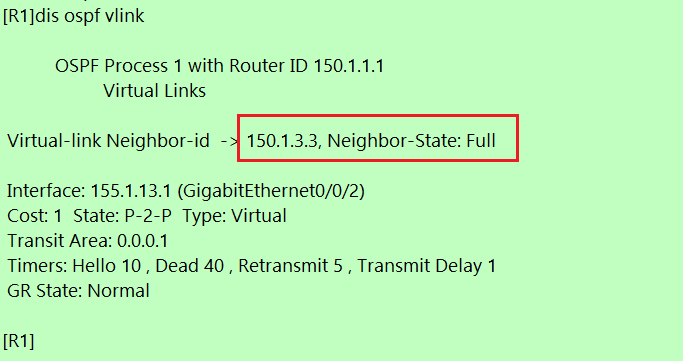 [R1]dis ospf vlink
OSPF Process 1 with Router ID 150.1.1.1
Virtual Links
Virtual-link Neighbor-id -> 150.1.3.3, Neighbor-State: Full
Interface: 155.1.13.1 (GigabitEthernet0/0/2)
Cost: 1 State: P-2-P Type: Virtual
Transit Area: 0.0.0.1
Timers: Hello 10 , Dead 40 , Retransmit 5 , Transmit Delay 1
GR State: Normal
[R1]